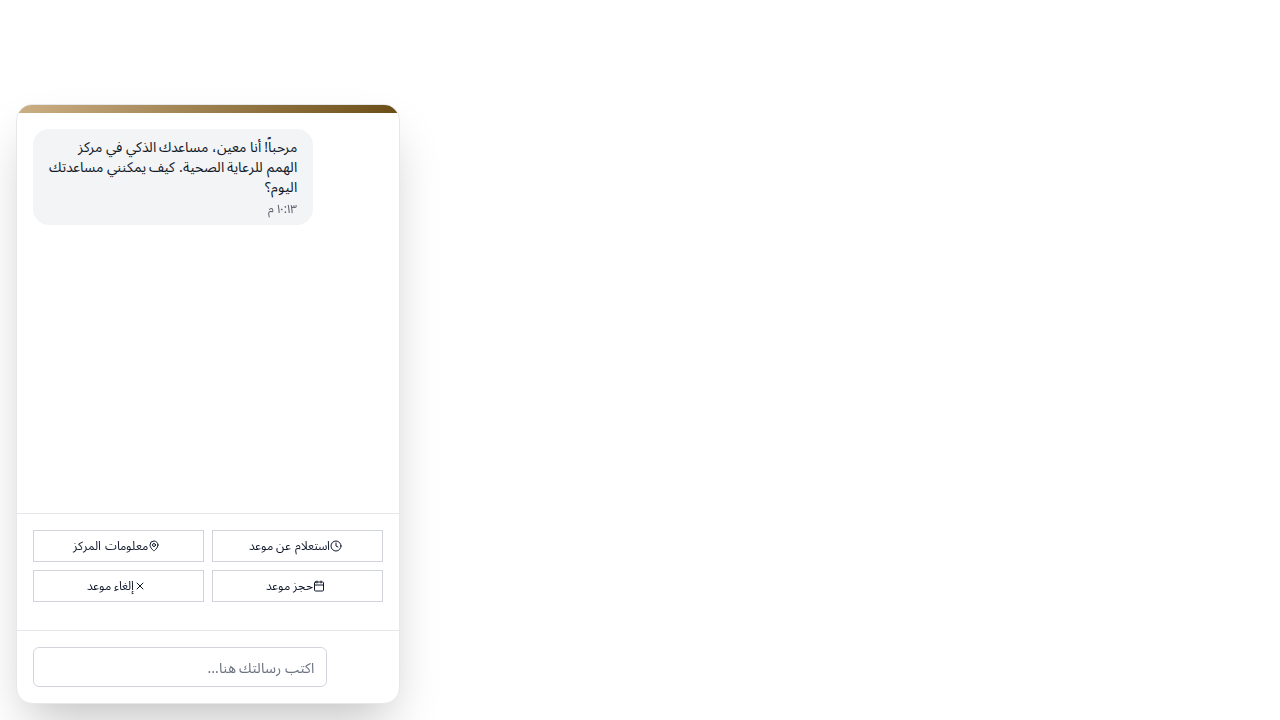 مرحباً! أنا معين، مساعدك الذكي في مركز
الهمم للرعاية الصحية. كيف يمكنني مساعدتك
اليوم؟
١٠:١٣ م
استعلام عن موعد
معلومات المركز
حجز موعد
إلغاء موعد
اكتب رسالتك هنا...